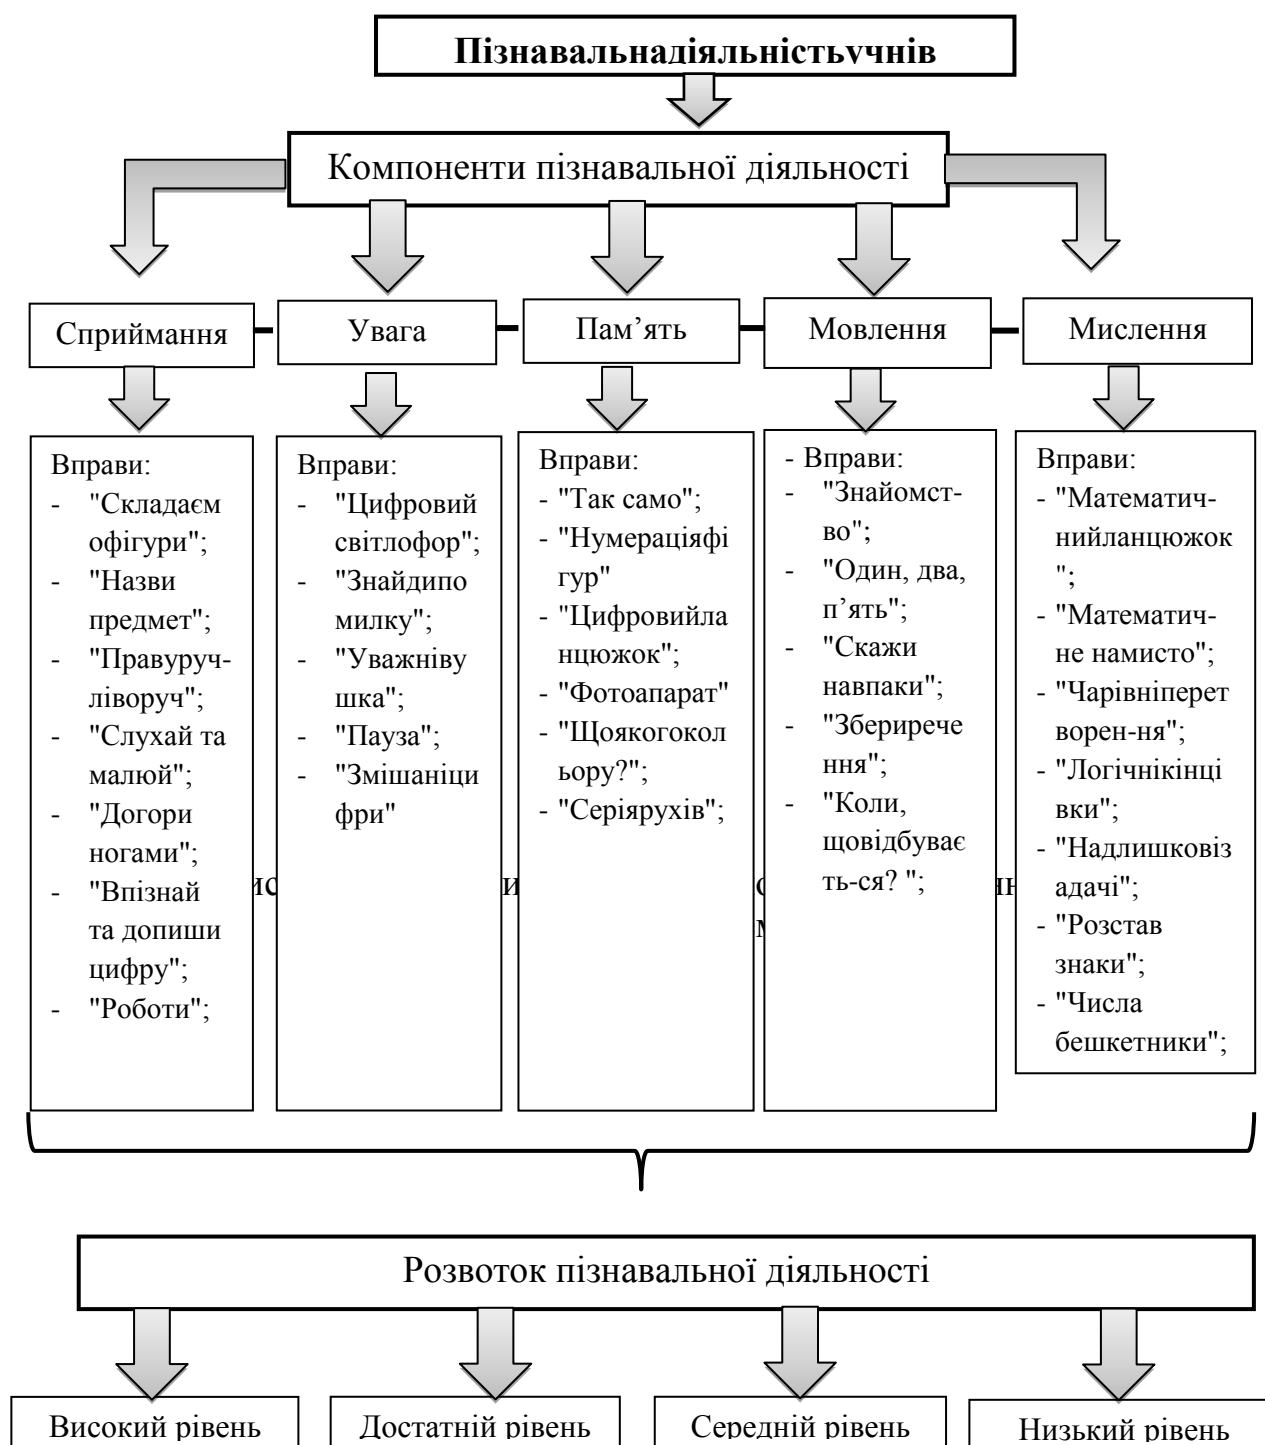 Пізнавальнадіяльністьучнів
Компоненти пізнавальної діяльності
Сприймання
Увага
Пам’ять
Мовлення
Мислення
Вправи:
- "Складаєм
офігури";
- "Назви
предмет";
- "Правуруч-
ліворуч";
- "Слухай та
малюй";
- "Догори
ногами";
- "Впізнай
та допиши
цифру";
- "Роботи";
Вправи:
- "Цифровий
світлофор";
- "Знайдипо
милку";
- "Уважніву
шка";
- "Пауза";
- "Змішаніци
фри"
Вправи:
- "Так само";
- "Нумераціяфі
гур"
- "Цифровийла
нцюжок";
- "Фотоапарат"
- "Щоякогокол
ьору?";
- "Серіярухів";
- Вправи:
- "Знайомст-
во";
- "Один, два,
п’ять";
- "Скажи
навпаки";
- "Зберирече
ння";
- "Коли,
щовідбуває
ть-ся? ";
Вправи:
- "Математич-
нийланцюжок
";
- "Математич-
не намисто";
- "Чарівніперет
ворен-ня";
- "Логічнікінці
вки";
- "Надлишковіз
адачі";
- "Розстав
знаки";
- "Числа
бешкетники";
Розвоток пізнавальної діяльності
Високий рівень
Достатній рівень
Середній рівень
Низький рівень